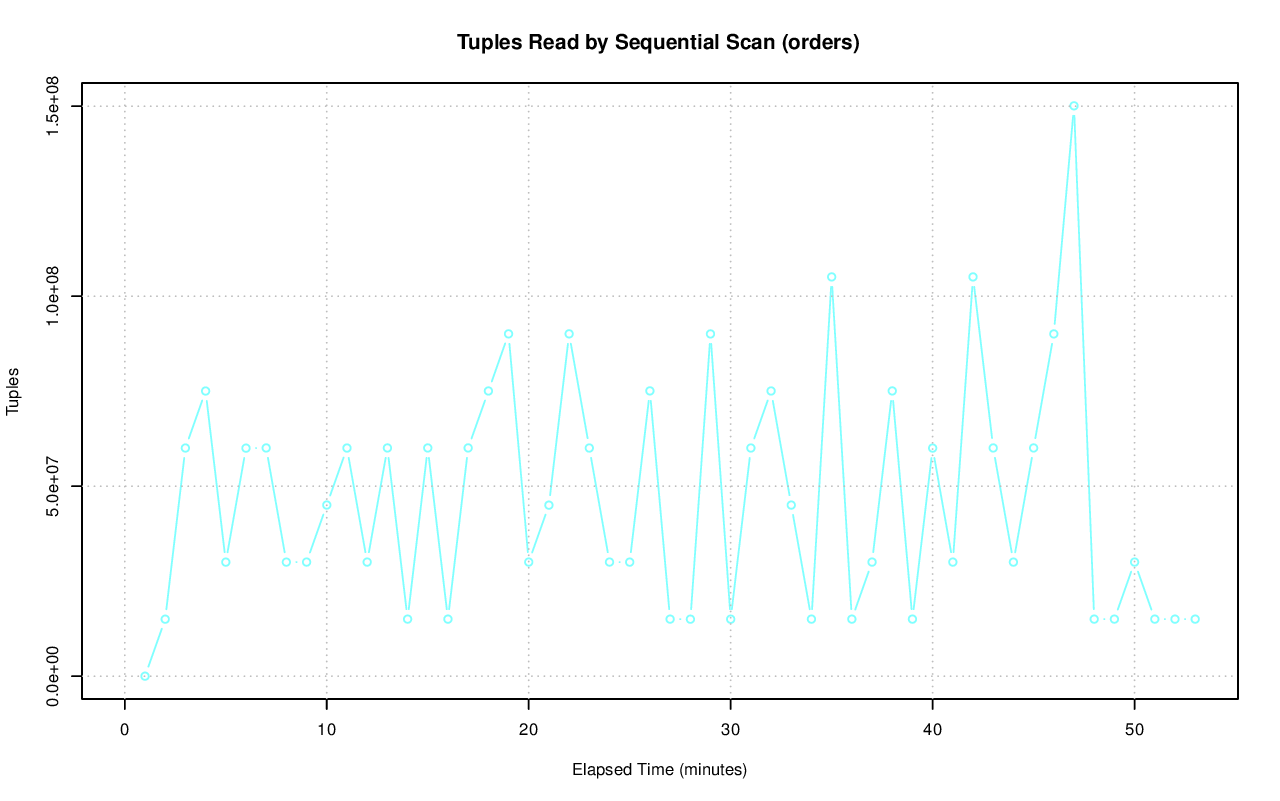 Tuples Read by Sequential Scan (orders)
1.5e+08
1.0e+08
5.0e+07
0.0e+00
Tuples
0 10 20 30 40 50
Elapsed Time (minutes)